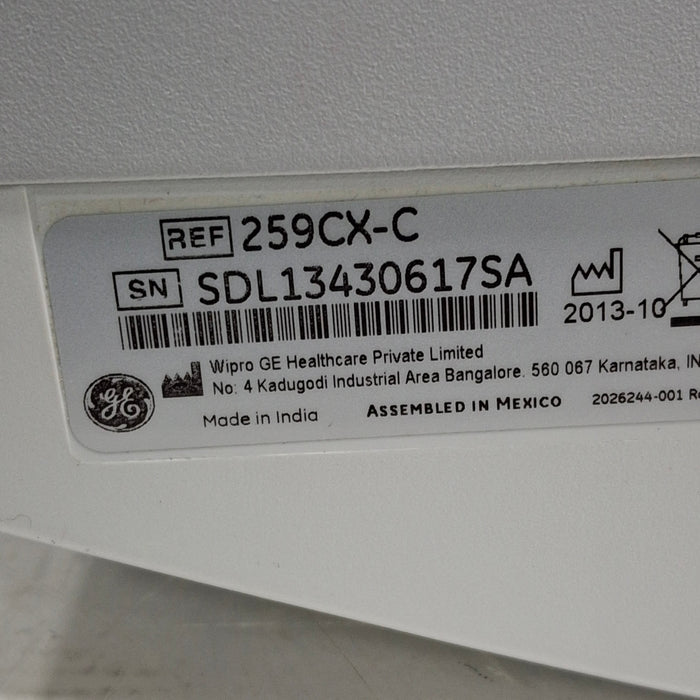 REF 259CX-C
SN SDL13430617SA
2013-10
Wipro GE Healthcare Private Limited
No: 4 Kadugodi Industrial Area Bangalore. 560 067 Karnataka, IN
GE
Made in India
ASSEMBLED IN MEXICO
2026244-001 R